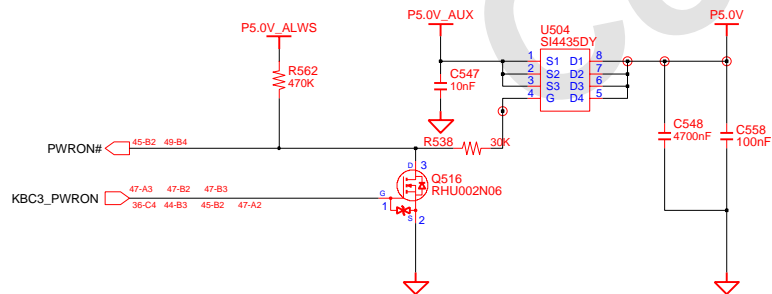 P5.0V_AUX
P5.0V
P5.0V_ALWS
U504
SI4435DY
1 S1 D1 8
2 S2 D2 7
3 S3 D3 6
4 G D4 5
R562
470K
C547
10nF
C548
4700nF
C558
100nF
R538 30K
PWRON# 45-B2 49-B4
D 3
Q516
RHU002N06
47-A3 47-B2 47-B3
KBC3_PWRON
G
36-C4 44-B3 45-B2 47-A2
1
S 2